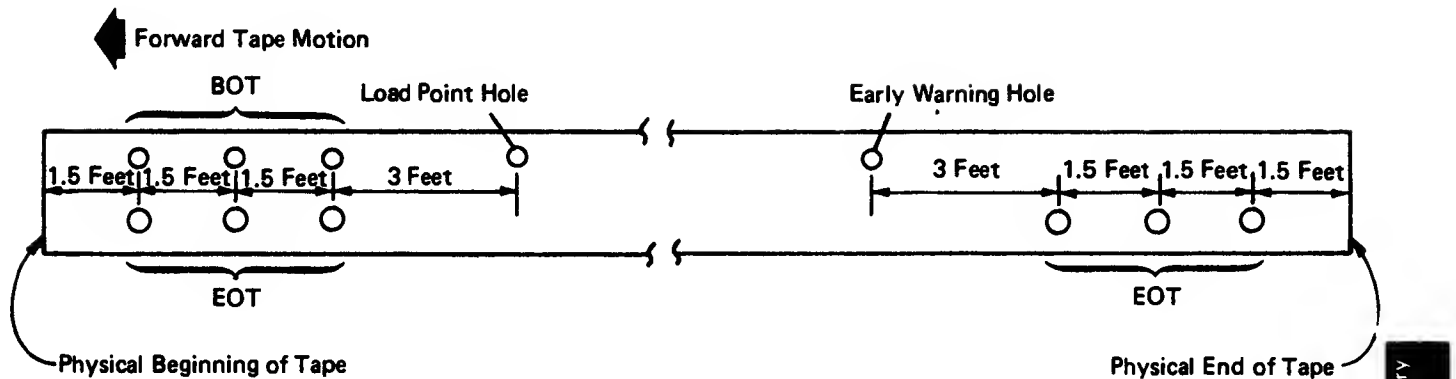 Forward Tape Motion
BOT
Load Point Hole
Early Warning Hole
1.5 Feet 1.5 Feet 1.5 Feet 3 Feet
3 Feet 1.5 Feet 1.5 Feet 1.5 Feet
EOT
EOT
Physical Beginning of Tape
Physical End of Tape